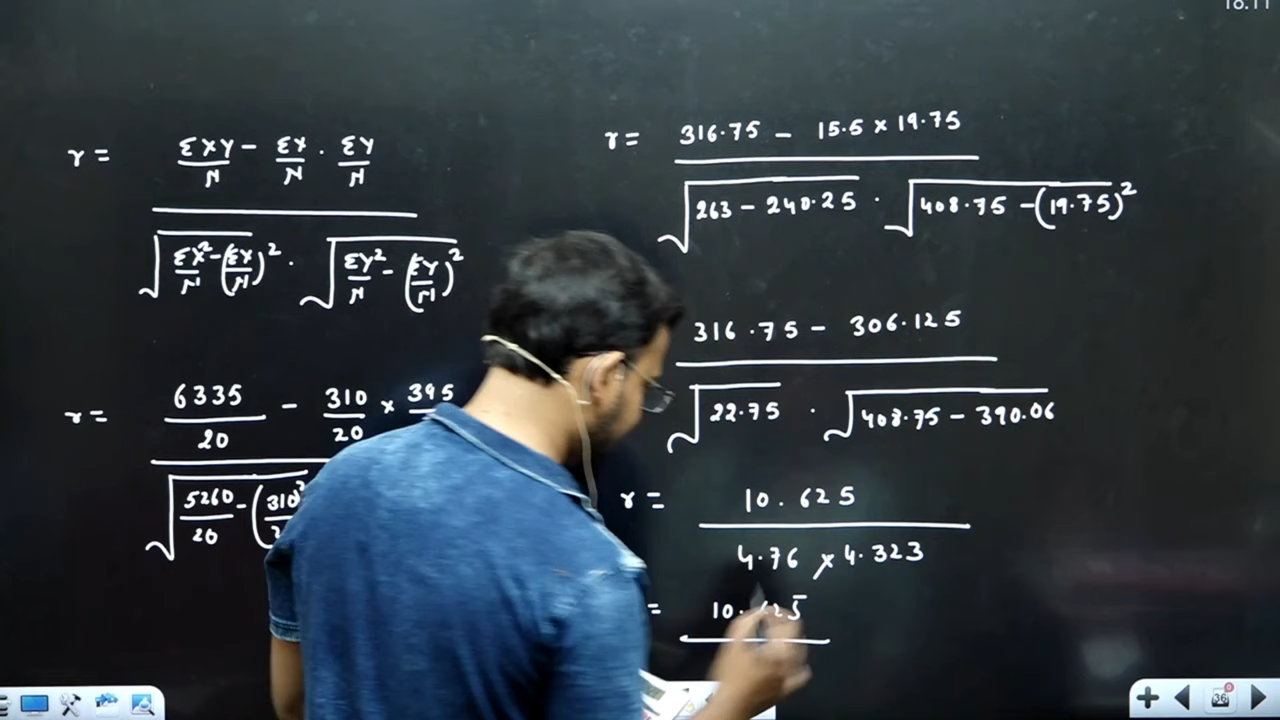 18:11
r = ΣXY/N − ΣX/N · ΣY/N
√(ΣX²/N − (ΣX/N)²) · √(ΣY²/N − (ΣY/N)²)
r = 6335/20 − 310/20 × 395
√(5260/20 − (310
r = 316.75 − 15.5 × 19.75
√(263 − 240.25) · √(408.75 − (19.75)²)
316.75 − 306.125
√22.75 · √(408.75 − 390.06)
r = 10.625
4.76 × 4.323
= 10.625
36